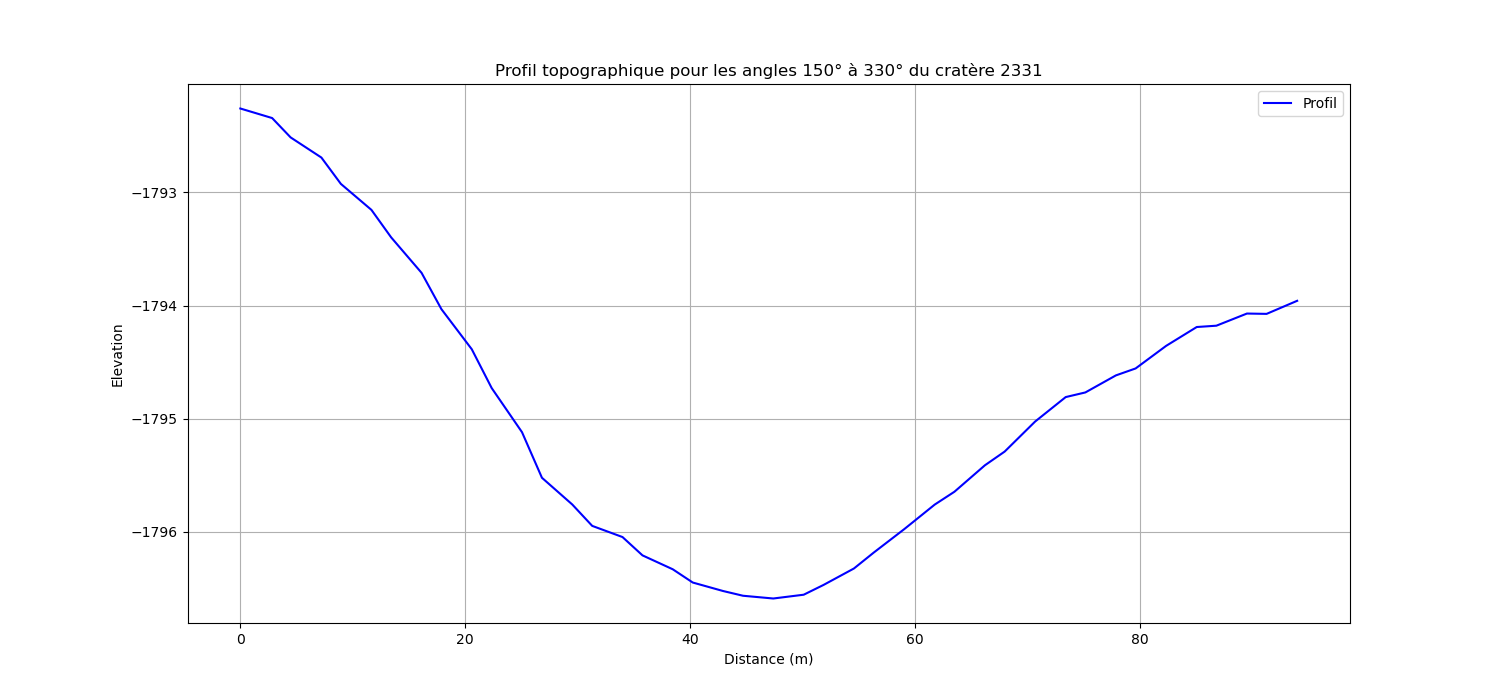 Profil topographique pour les angles 150° à 330° du cratère 2331
Profil
−1793
−1794
−1795
−1796
Elevation
0 20 40 60 80
Distance (m)